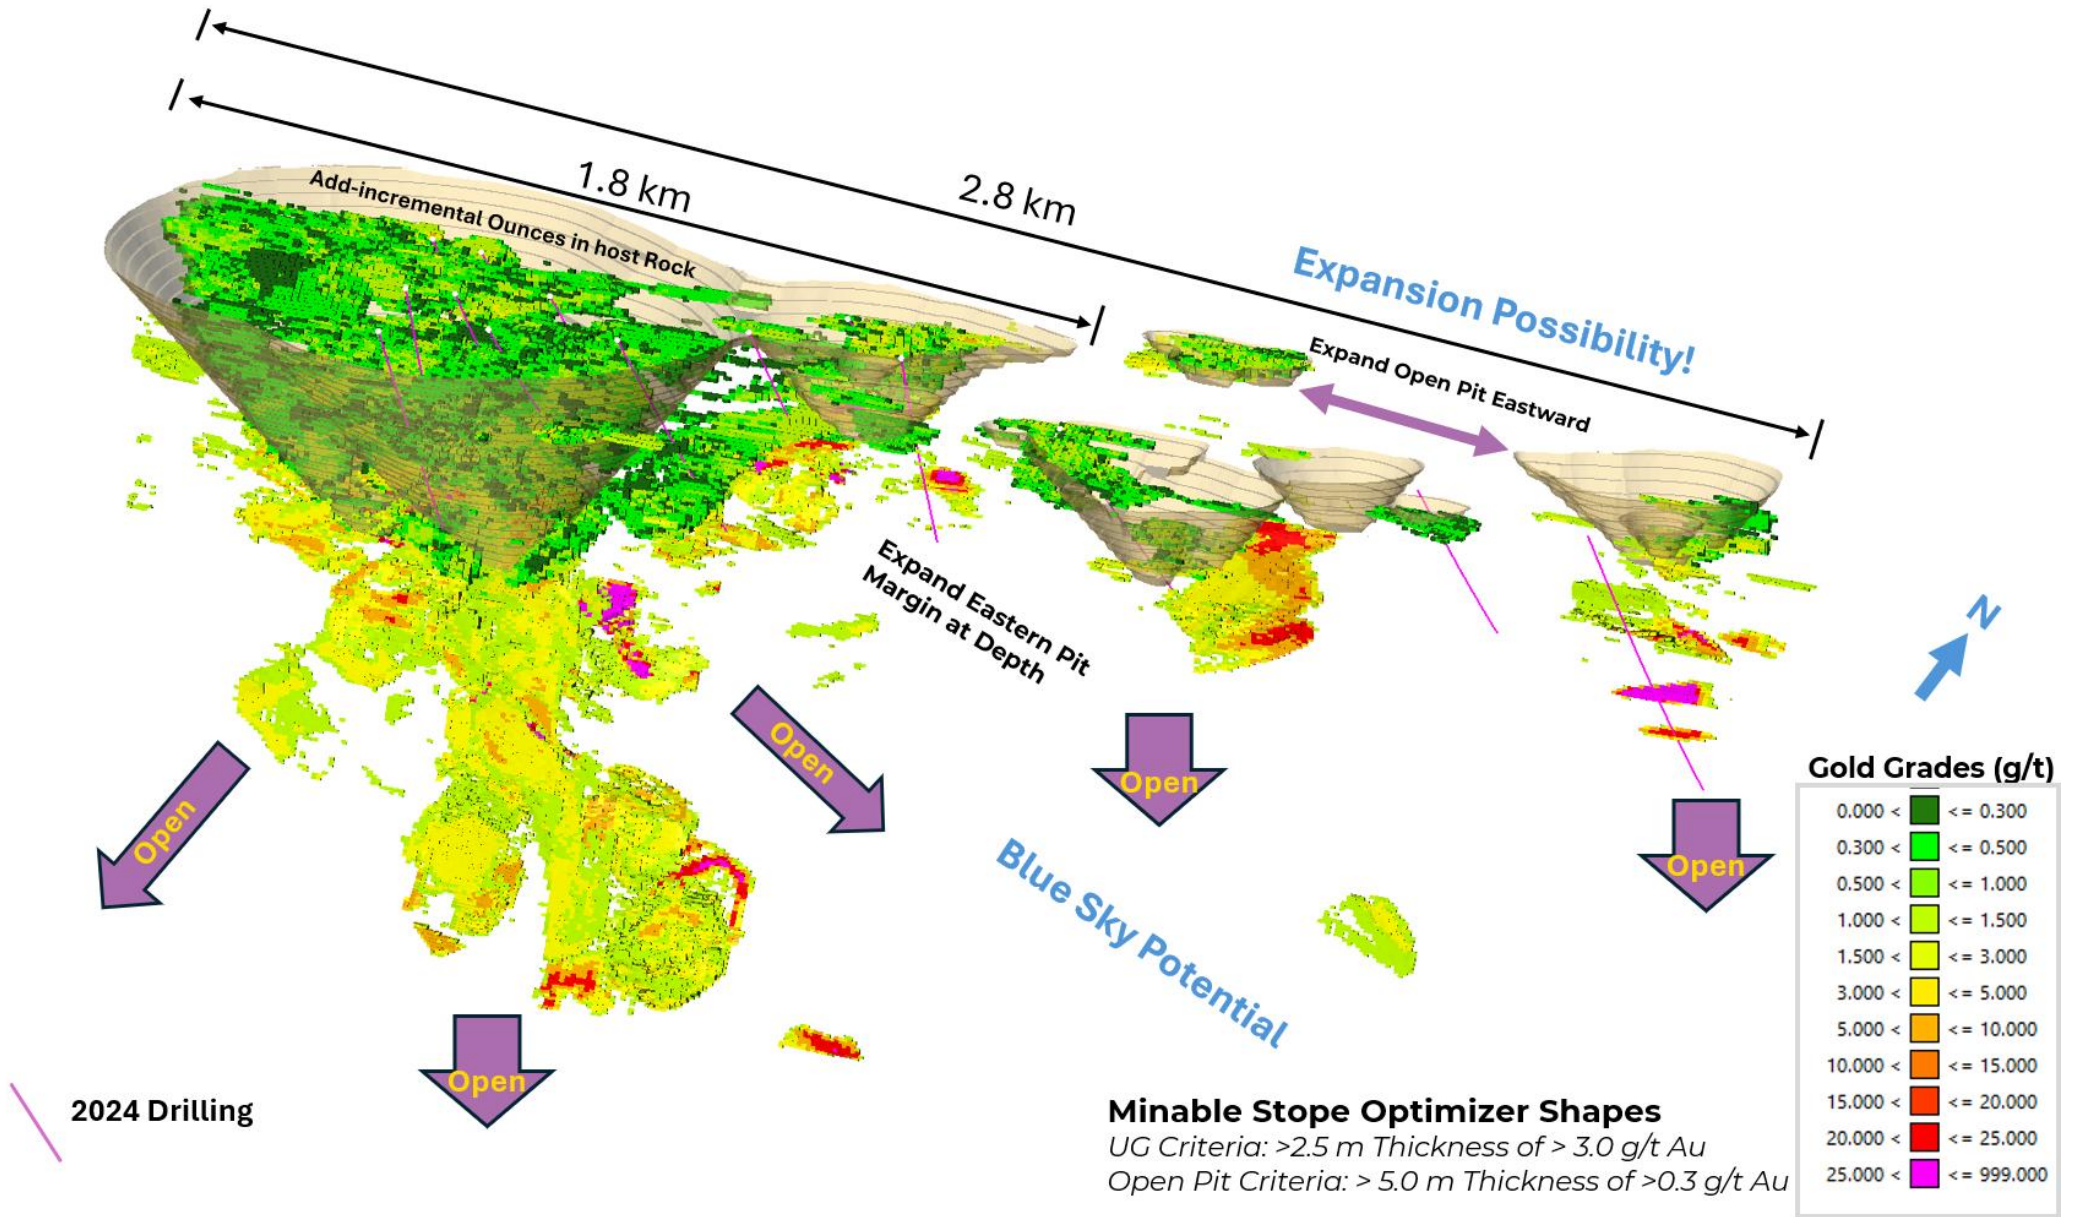 2.8 km
1.8 km
Add-incremental Ounces in host Rock
Expansion Possibility!
Expand Open Pit Eastward
Expand Eastern Pit
Margin at Depth
N
Open
Open
Open
Open
Open
Blue Sky Potential
2024 Drilling
Minable Stope Optimizer Shapes
UG Criteria: >2.5 m Thickness of > 3.0 g/t Au
Open Pit Criteria: > 5.0 m Thickness of >0.3 g/t Au
Gold Grades (g/t)
0.000 < <= 0.300
0.300 < <= 0.500
0.500 < <= 1.000
1.000 < <= 1.500
1.500 < <= 3.000
3.000 < <= 5.000
5.000 < <= 10.000
10.000 < <= 15.000
15.000 < <= 20.000
20.000 < <= 25.000
25.000 < <= 999.000